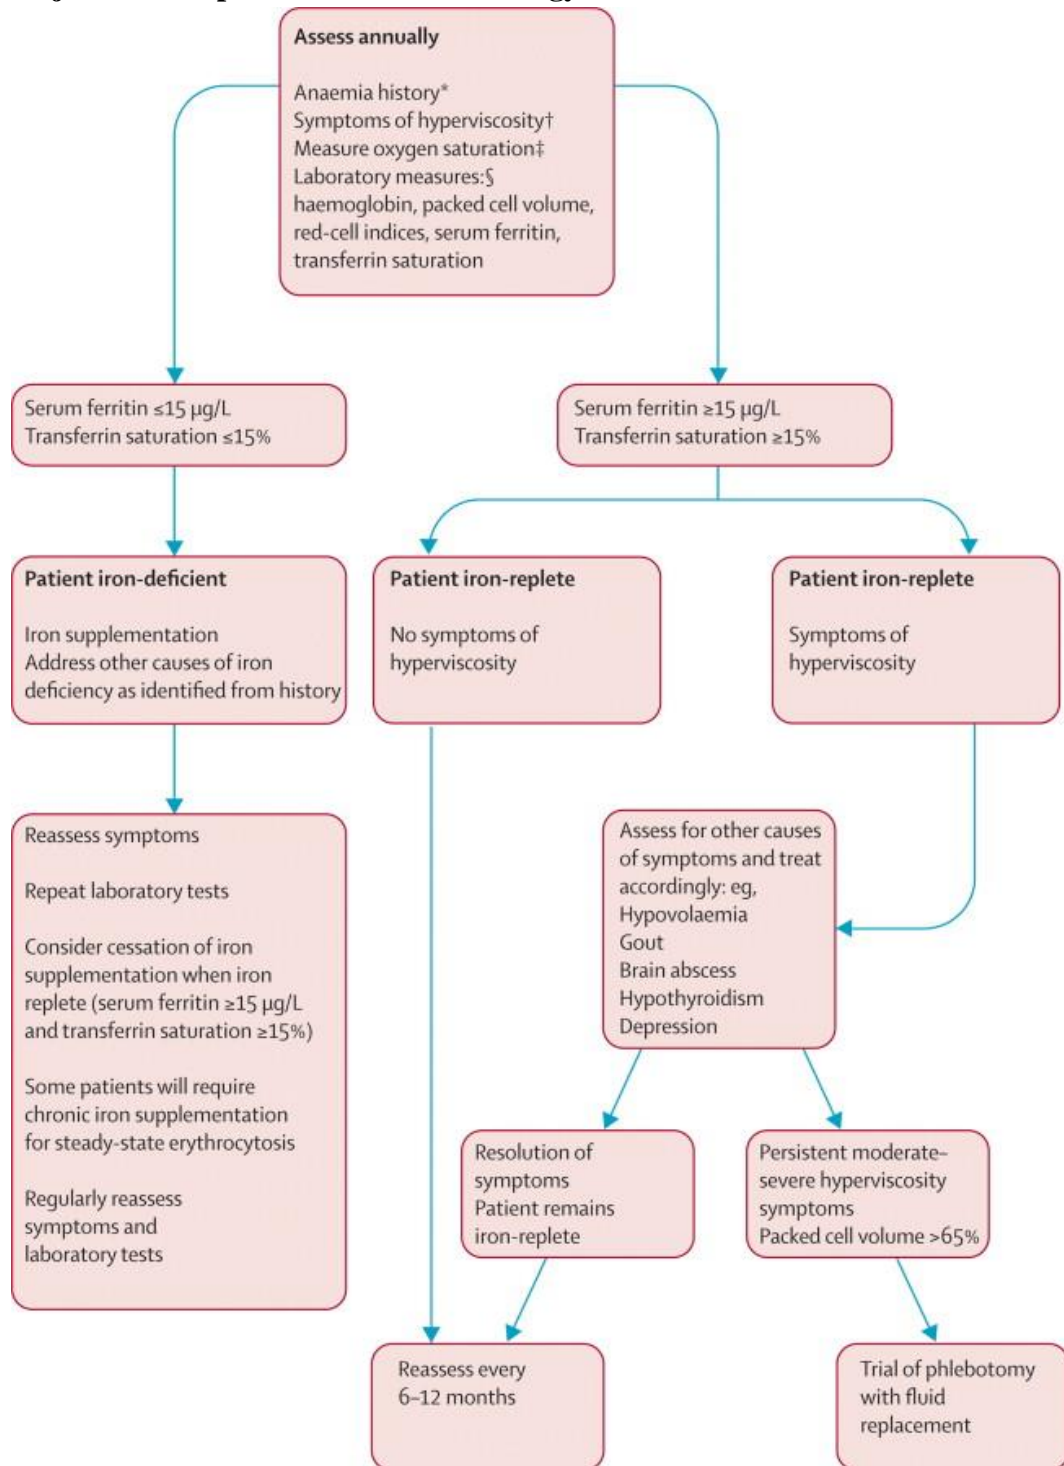 Assess annually
Anaemia history*
Symptoms of hyperviscosity†
Measure oxygen saturation‡
Laboratory measures:§
haemoglobin, packed cell volume,
red-cell indices, serum ferritin,
transferrin saturation
Serum ferritin ≤15 µg/L
Transferrin saturation ≤15%
Serum ferritin ≥15 µg/L
Transferrin saturation ≥15%
Patient iron-deficient
Iron supplementation
Address other causes of iron
deficiency as identified from history
Patient iron-replete
No symptoms of
hyperviscosity
Patient iron-replete
Symptoms of
hyperviscosity
Reassess symptoms
Repeat laboratory tests
Consider cessation of iron
supplementation when iron
replete (serum ferritin ≥15 µg/L
and transferrin saturation ≥15%)
Some patients will require
chronic iron supplementation
for steady-state erythrocytosis
Regularly reassess
symptoms and
laboratory tests
Assess for other causes
of symptoms and treat
accordingly: eg,
Hypovolaemia
Gout
Brain abscess
Hypothyroidism
Depression
Resolution of
symptoms
Patient remains
iron-replete
Persistent moderate–
severe hyperviscosity
symptoms
Packed cell volume >65%
Reassess every
6–12 months
Trial of phlebotomy
with fluid
replacement